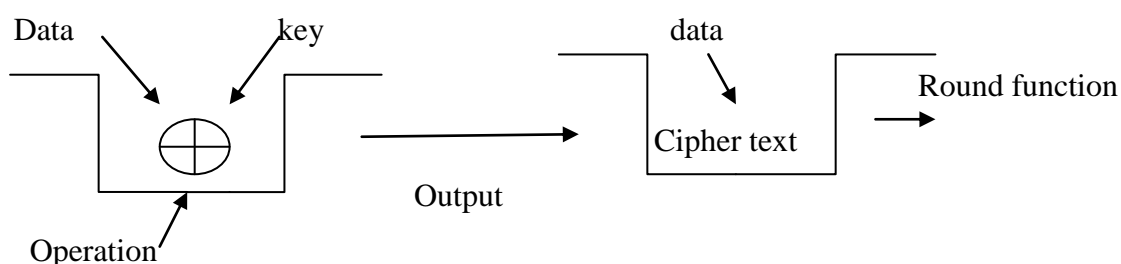 Data
key
data
Round function
Cipher text
Output
Operation